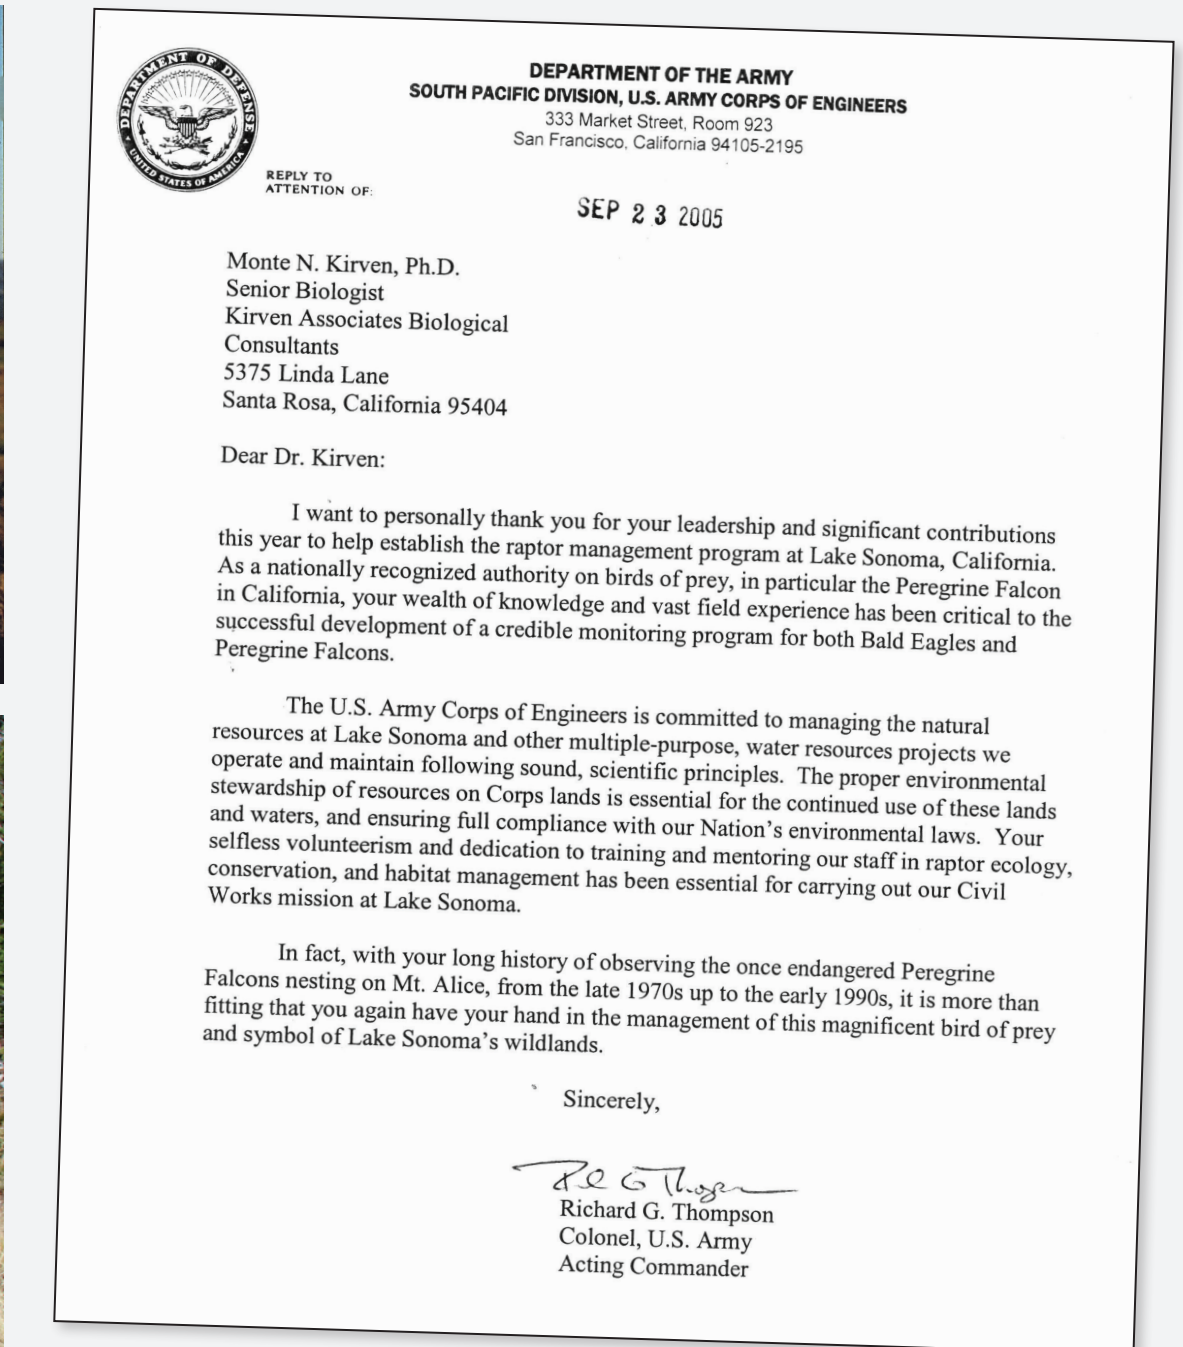 DEPARTMENT OF DEFENSE
UNITED STATES OF AMERICA
DEPARTMENT OF THE ARMY
SOUTH PACIFIC DIVISION, U.S. ARMY CORPS OF ENGINEERS
333 Market Street, Room 923
San Francisco, California 94105-2195
REPLY TO
ATTENTION OF:
SEP 23 2005
Monte N. Kirven, Ph.D.
Senior Biologist
Kirven Associates Biological
Consultants
5375 Linda Lane
Santa Rosa, California 95404
Dear Dr. Kirven:
I want to personally thank you for your leadership and significant contributions
this year to help establish the raptor management program at Lake Sonoma, California.
As a nationally recognized authority on birds of prey, in particular the Peregrine Falcon
in California, your wealth of knowledge and vast field experience has been critical to the
successful development of a credible monitoring program for both Bald Eagles and
Peregrine Falcons.
The U.S. Army Corps of Engineers is committed to managing the natural
resources at Lake Sonoma and other multiple-purpose, water resources projects we
operate and maintain following sound, scientific principles. The proper environmental
stewardship of resources on Corps lands is essential for the continued use of these lands
and waters, and ensuring full compliance with our Nation's environmental laws. Your
selfless volunteerism and dedication to training and mentoring our staff in raptor ecology,
conservation, and habitat management has been essential for carrying out our Civil
Works mission at Lake Sonoma.
In fact, with your long history of observing the once endangered Peregrine
Falcons nesting on Mt. Alice, from the late 1970s up to the early 1990s, it is more than
fitting that you again have your hand in the management of this magnificent bird of prey
and symbol of Lake Sonoma's wildlands.
Sincerely,
Richard G. Thompson
Colonel, U.S. Army
Acting Commander